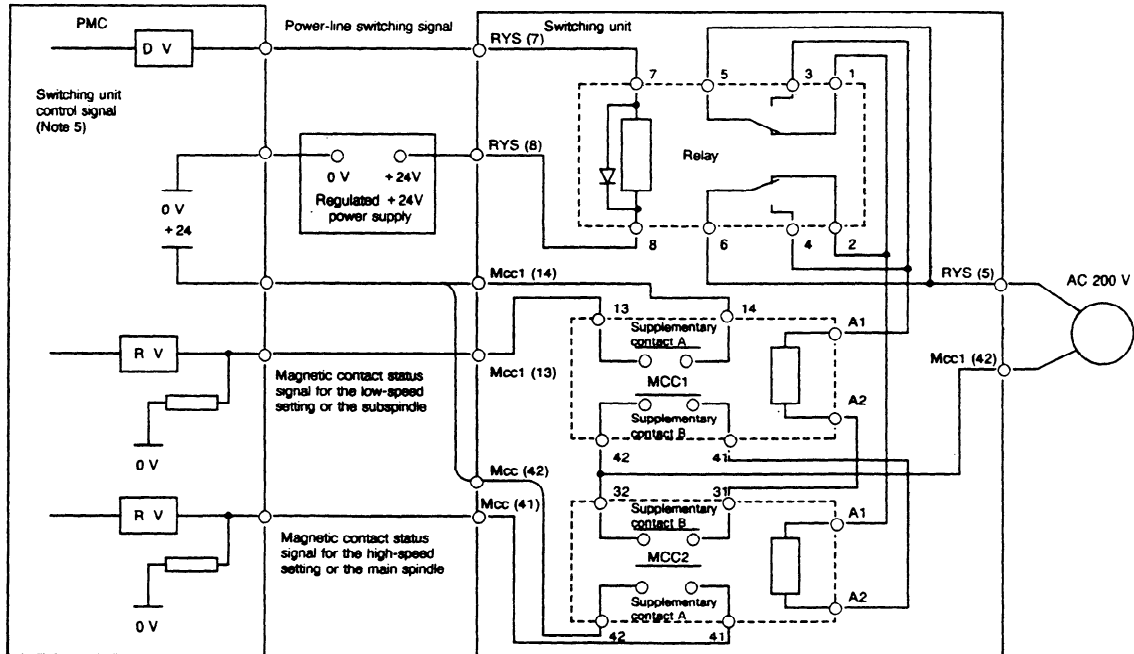 PMC
Power-line switching signal
Switching unit
D V
RYS (7)
7
5
3
1
Switching unit
control signal
(Note 5)
RYS (8)
Relay
0 V
+24V
Regulated +24V
power supply
0 V
+24
8
6
4
2
Mcc1 (14)
RYS (5)
AC 200 V
13
14
A1
Supplementary
contact A
R V
Mcc1 (13)
MCC1
Mcc1 (42)
Magnetic contact status
signal for the low-speed
setting or the subspindle
A2
Supplementary
contact B
0 V
42
41
Mcc (42)
32
31
Mcc (41)
Supplementary
contact B
A1
R V
MCC2
Magnetic contact status
signal for the high-speed
setting or the main spindle
Supplementary
contact A
A2
0 V
42
41